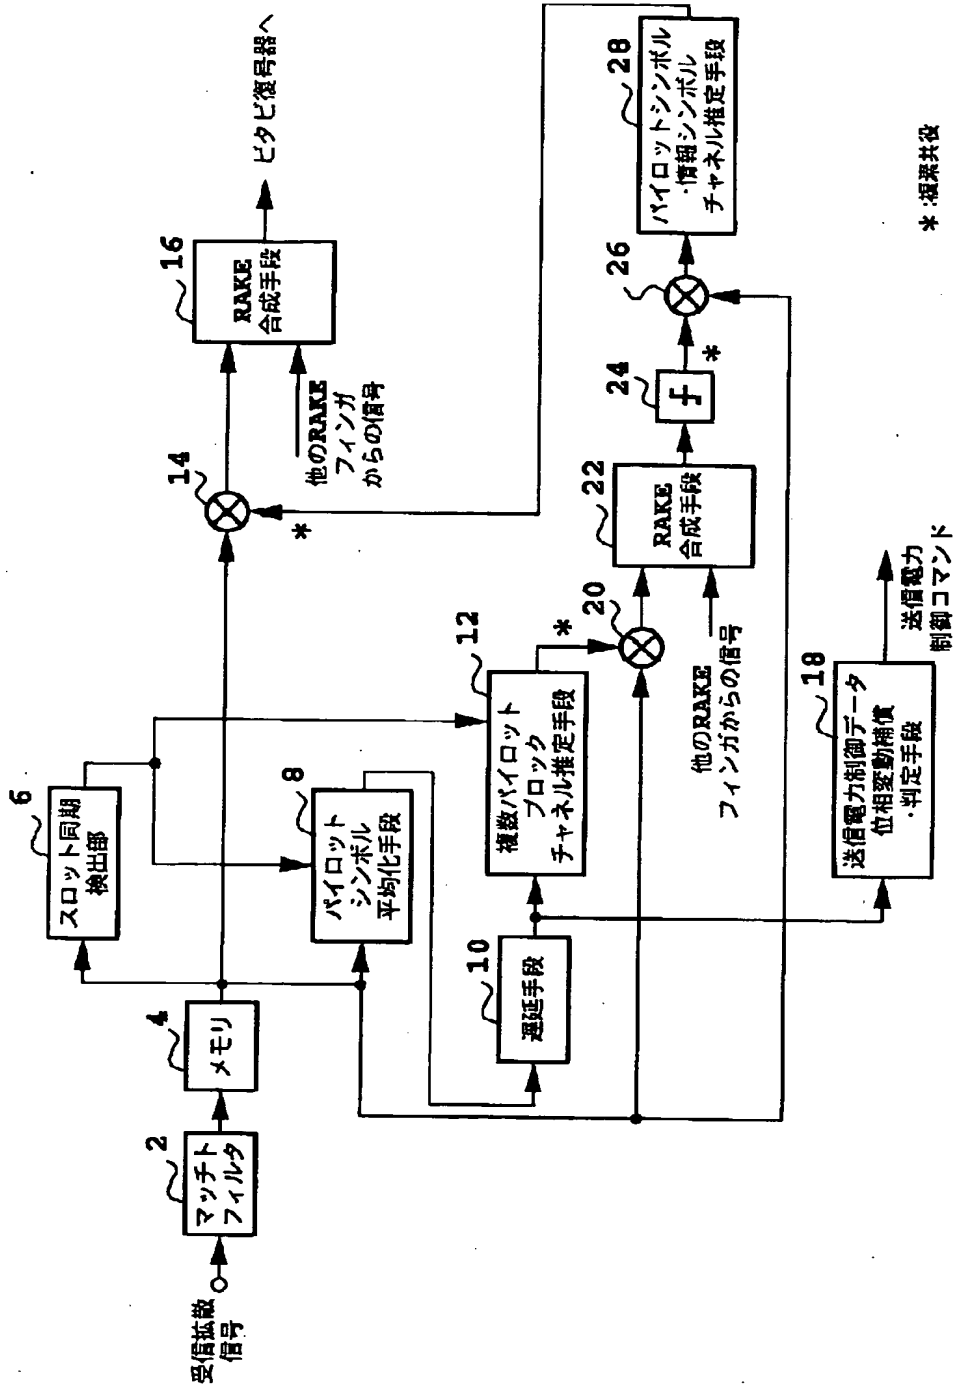 受信拡散
信号
2
マッチト
フィルタ
4
メモリ
6
スロット同期
検出部
8
パイロット
シンボル
平均化手段
10
遅延手段
12
複数パイロット
ブロック
チャネル推定手段
*
14
*
16
RAKE
合成手段
ビタビ復号器へ
他のRAKE
フィンガ
からの信号
18
送信電力制御データ
位相変動補償
・判定手段
送信電力
制御コマンド
20
22
RAKE
合成手段
他のRAKE
フィンガからの信号
24
*
26
28
パイロットシンボル
・情報シンボル
チャネル推定手段
*:複素共役